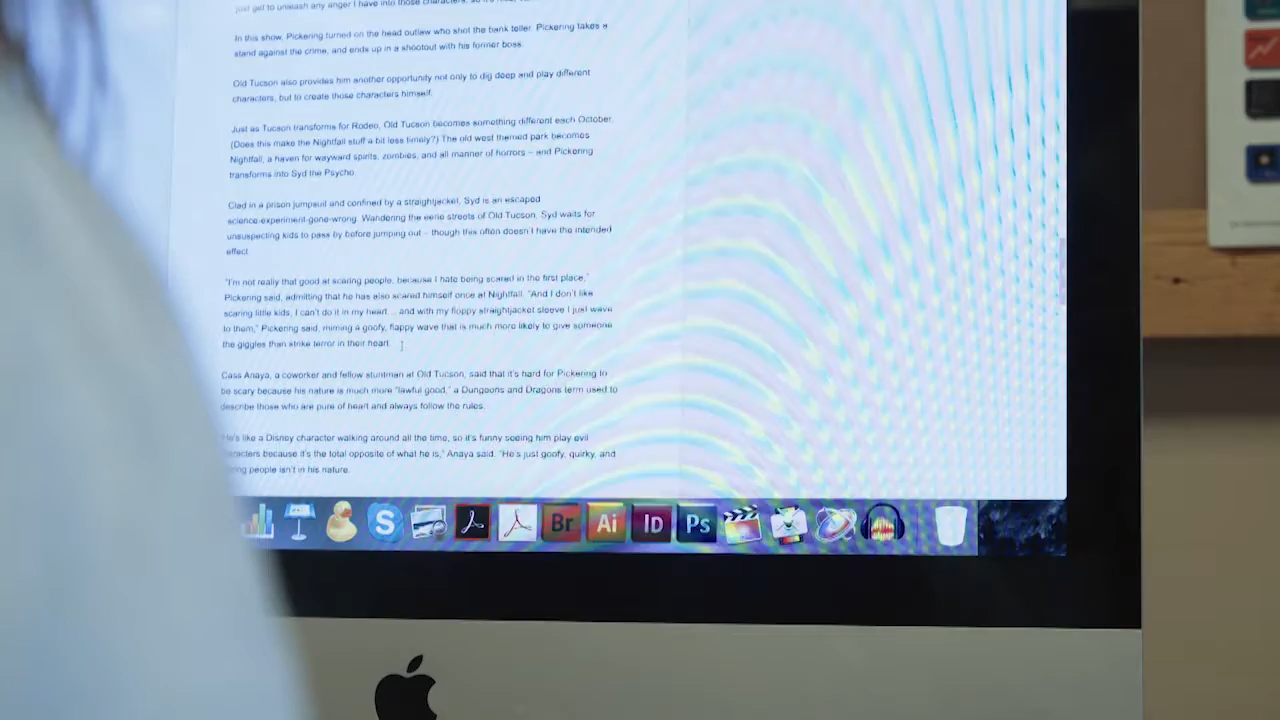 just get to unleash any anger I have into those characters, so it's
In this show, Pickering turned on the head outlaw who shot the bank teller. Pickering takes a
stand against the crime, and ends up in a shootout with his former boss.
Old Tucson also provides him another opportunity not only to dig deep and play different
characters, but to create those characters himself.
Just as Tucson transforms for Rodeo, Old Tucson becomes something different each October.
(Does this make the Nightfall stuff a bit less timely?) The old west themed park becomes
Nightfall, a haven for wayward spirits, zombies, and all manner of horrors – and Pickering
transforms into Syd the Psycho.
Clad in a prison jumpsuit and confined by a straightjacket, Syd is an escaped
science-experiment-gone-wrong. Wandering the eerie streets of Old Tucson, Syd waits for
unsuspecting kids to pass by before jumping out – though this often doesn't have the intended
effect.
"I'm not really that good at scaring people, because I hate being scared in the first place,"
Pickering said, admitting that he has also scared himself once at Nightfall. "And I don't like
scaring little kids, I can't do it in my heart... and with my floppy straightjacket sleeve I just wave
to them," Pickering said, miming a goofy, flappy wave that is much more likely to give someone
the giggles than strike terror in their heart.
Cass Anaya, a coworker and fellow stuntman at Old Tucson, said that it's hard for Pickering to
be scary because his nature is much more "lawful good," a Dungeons and Dragons term used to
describe those who are pure of heart and always follow the rules.
He's like a Disney character walking around all the time, so it's funny seeing him play evil
characters because it's the total opposite of what he is," Anaya said. "He's just goofy, quirky, and
people isn't in his nature.
S Br Ai Id Ps